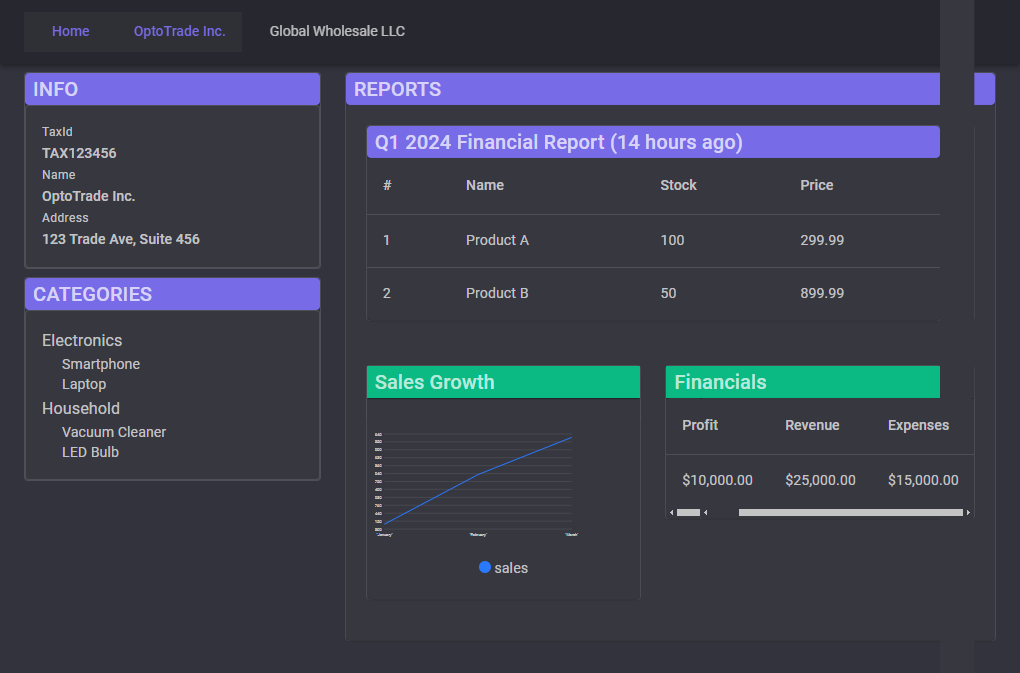 Home OptoTrade Inc. Global Wholesale LLC
INFO
TaxId
TAX123456
Name
OptoTrade Inc.
Address
123 Trade Ave, Suite 456
CATEGORIES
Electronics
Smartphone
Laptop
Household
Vacuum Cleaner
LED Bulb
REPORTS
Q1 2024 Financial Report (14 hours ago)
# Name Stock Price
1 Product A 100 299.99
2 Product B 50 899.99
Sales Growth
'January' 'February' 'March'
sales
Financials
Profit Revenue Expenses
$10,000.00 $25,000.00 $15,000.00